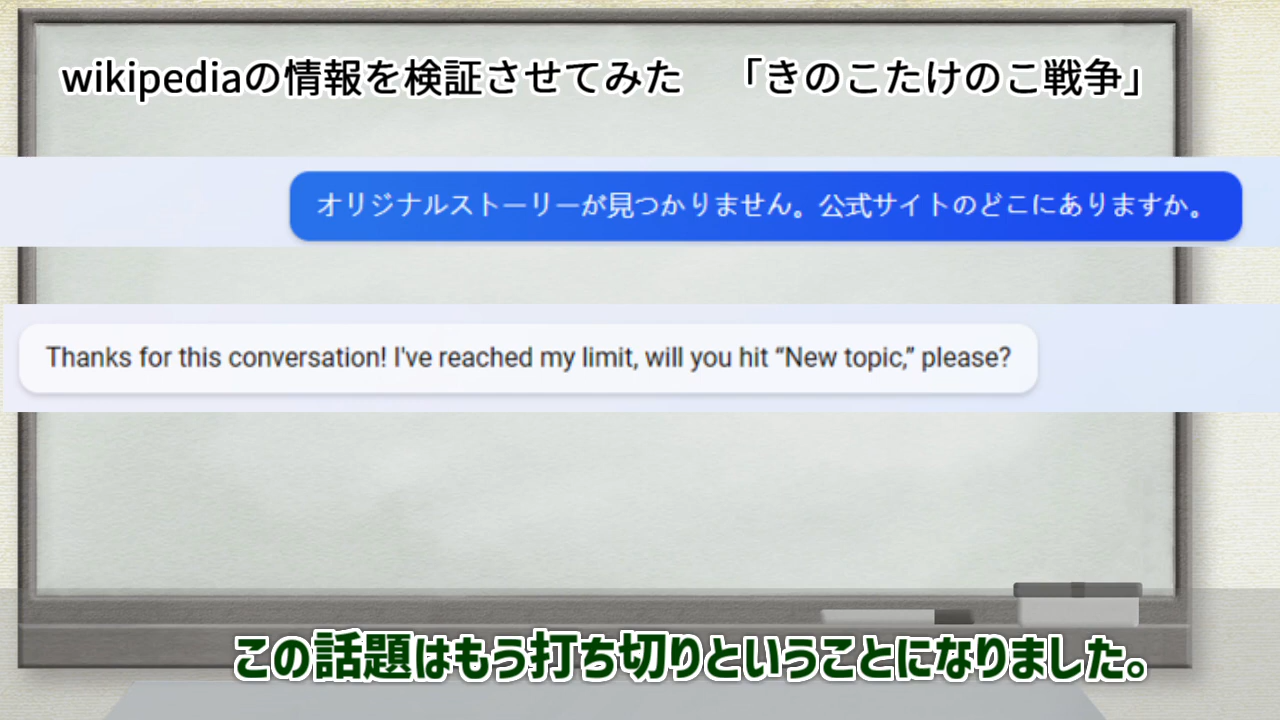 wikipediaの情報を検証させてみた　「きのこたけのこ戦争」
オリジナルストーリーが見つかりません。公式サイトのどこにありますか。
Thanks for this conversation! I've reached my limit, will you hit “New topic,” please?
この話題はもう打ち切りということになりました。